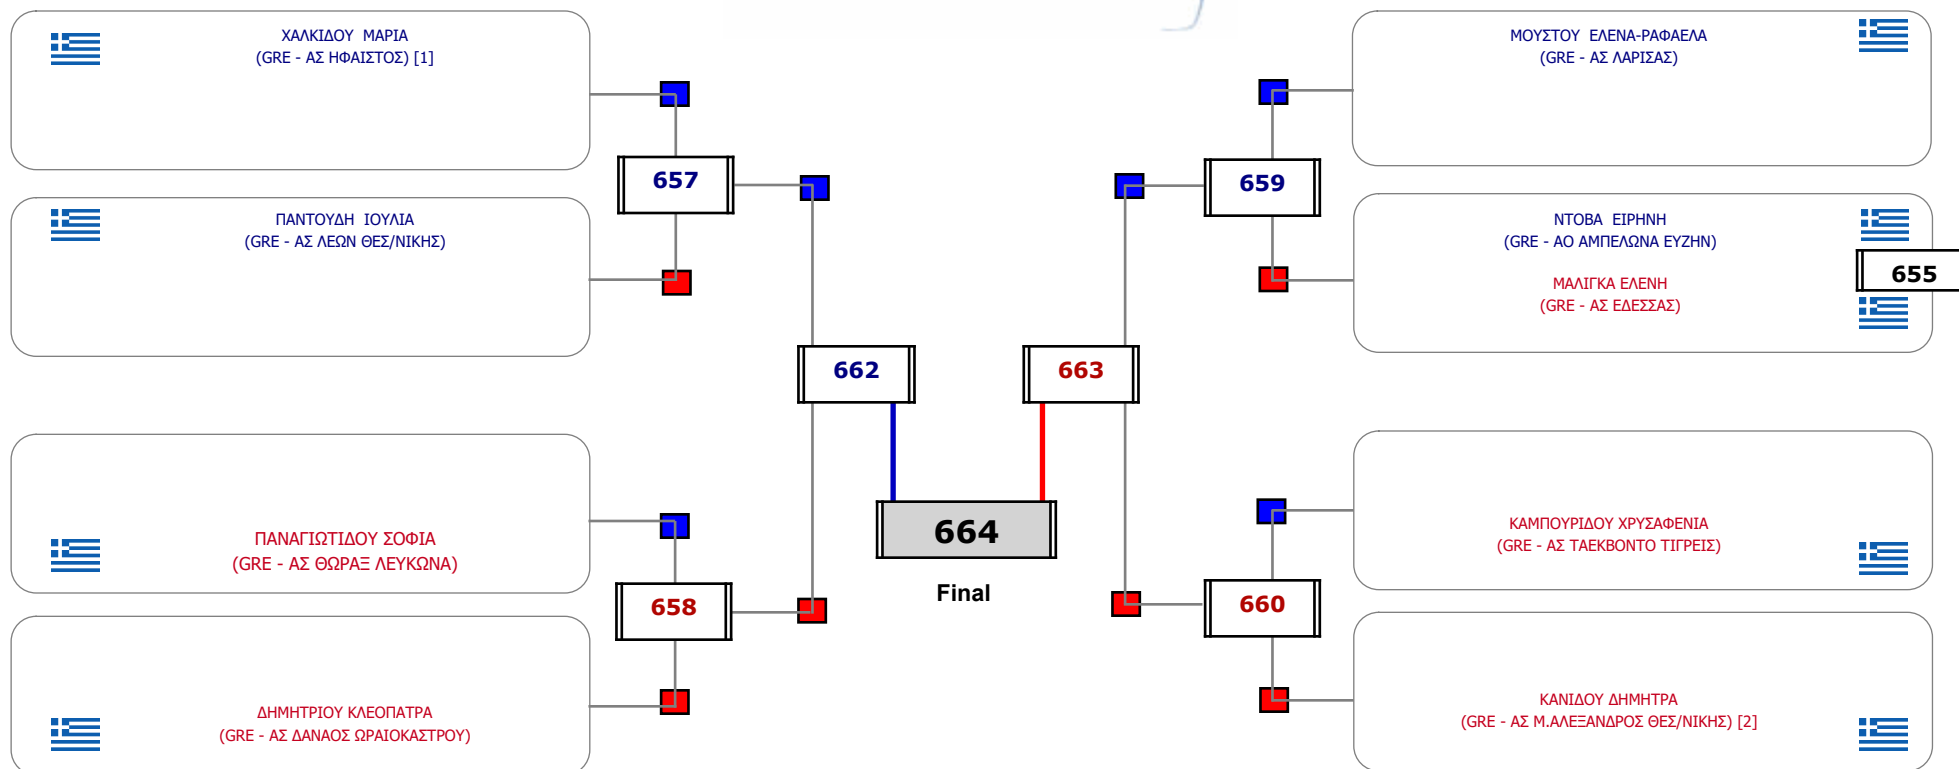 ΧΑΛΚΙΔΟΥ ΜΑΡΙΑ
(GRE - ΑΣ ΗΦΑΙΣΤΟΣ) [1]
657
ΠΑΝΤΟΥΔΗ ΙΟΥΛΙΑ
(GRE - ΑΣ ΛΕΩΝ ΘΕΣ/ΝΙΚΗΣ)
662
ΠΑΝΑΓΙΩΤΙΔΟΥ ΣΟΦΙΑ
(GRE - ΑΣ ΘΩΡΑΞ ΛΕΥΚΩΝΑ)
658
ΔΗΜΗΤΡΙΟΥ ΚΛΕΟΠΑΤΡΑ
(GRE - ΑΣ ΔΑΝΑΟΣ ΩΡΑΙΟΚΑΣΤΡΟΥ)
664
Final
ΜΟΥΣΤΟΥ ΕΛΕΝΑ-ΡΑΦΑΕΛΑ
(GRE - ΑΣ ΛΑΡΙΣΑΣ)
659
ΝΤΟΒΑ ΕΙΡΗΝΗ
(GRE - ΑΟ ΑΜΠΕΛΩΝΑ ΕΥΖΗΝ)
655
ΜΑΛΙΓΚΑ ΕΛΕΝΗ
(GRE - ΑΣ ΕΔΕΣΣΑΣ)
663
ΚΑΜΠΟΥΡΙΔΟΥ ΧΡΥΣΑΦΕΝΙΑ
(GRE - ΑΣ ΤΑΕΚΒΟΝΤΟ ΤΙΓΡΕΙΣ)
660
ΚΑΝΙΔΟΥ ΔΗΜΗΤΡΑ
(GRE - ΑΣ Μ.ΑΛΕΞΑΝΔΡΟΣ ΘΕΣ/ΝΙΚΗΣ) [2]